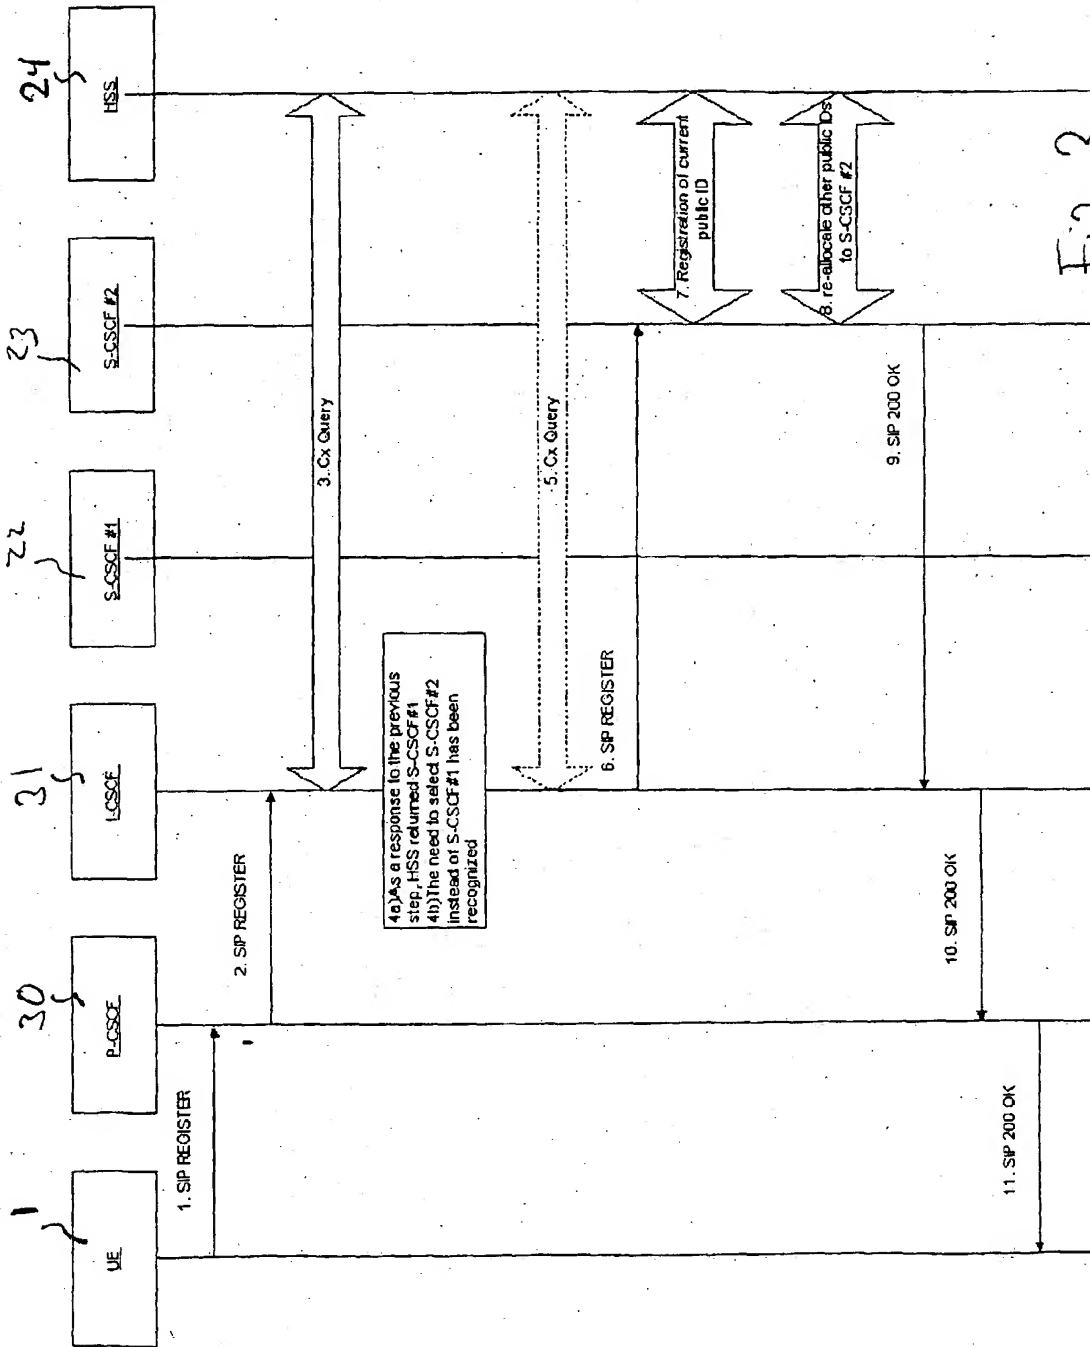 1
30
31
22
23
24
UE
P-CSCF
I-CSCF
S-CSCF #1
S-CSCF #2
HSS
1. SIP REGISTER
2. SIP REGISTER
3. Cx Query
4a)As a response to the previous
step, HSS returned S-CSCF#1
4b)The need to select S-CSCF#2
instead of S-CSCF#1 has been
recognized
5. Cx Query
6. SIP REGISTER
7. Registration of current
public ID
8. re-allocate other public IDs
to S-CSCF #2
9. SIP 200 OK
10. SIP 200 OK
11. SIP 200 OK
Fig. 2